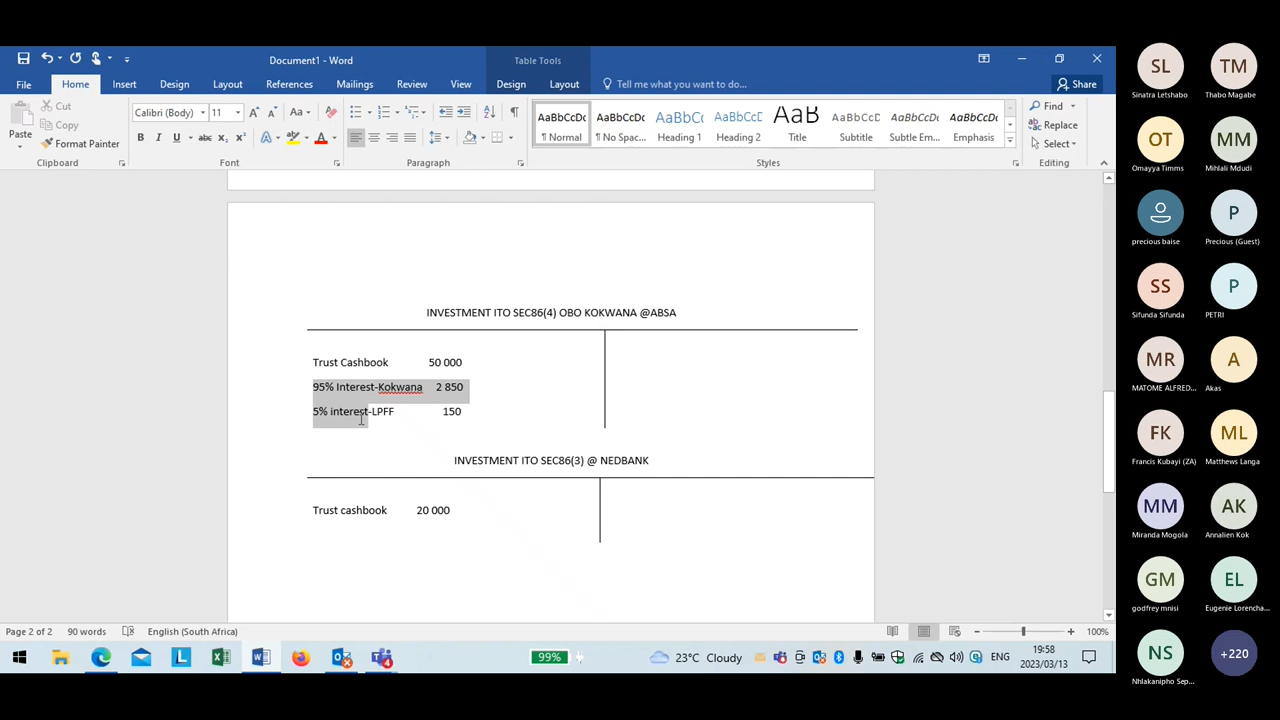 Document1 - Word
Table Tools
File
Home
Insert
Design
Layout
References
Mailings
Review
View
Design
Layout
Tell me what you want to do...
Share
Paste
Cut
Copy
Format Painter
Clipboard
Calibri (Body)
11
Font
Paragraph
AaBbCcDc
¶ Normal
AaBbCcDc
¶ No Spac...
AaBbCc
Heading 1
AaBbCcD
Heading 2
AaB
Title
AaBbCcD
Subtitle
AaBbCcDc
Subtle Em...
AaBbCcDc
Emphasis
Styles
Find
Replace
Select
Editing
INVESTMENT ITO SEC86(4) OBO KOKWANA @ABSA
Trust Cashbook 50 000
95% Interest-Kokwana 2 850
5% interest-LPFF 150
INVESTMENT ITO SEC86(3) @ NEDBANK
Trust cashbook 20 000
Page 2 of 2
90 words
English (South Africa)
100%
99%
23°C Cloudy
ENG
19:58
2023/03/13
SL
Sinatra Letshabo
TM
Thabo Magabe
OT
Omayya Timms
MM
Mihlali Mdudi
precious baise
P
Precious (Guest)
SS
Sifunda Sifunda
P
PETRI
MR
MATOME ALFRED...
A
Akas
FK
Francis Kubayi (ZA)
ML
Matthews Langa
MM
Miranda Mogola
AK
Annalien Kok
GM
godfrey mnisi
EL
Eugenie Lorencha...
NS
Nhlakanipho Sep...
+220